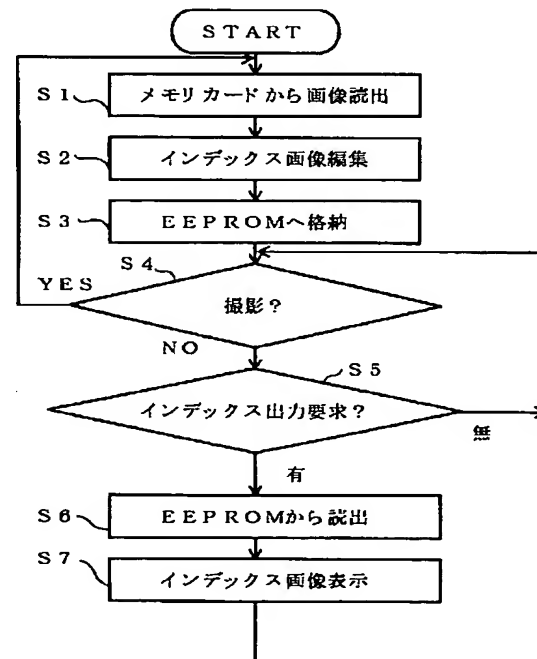 START
S1
メモリカードから画像読出
S2
インデックス画像編集
S3
EEPROMへ格納
S4
YES
撮影?
NO
S5
インデックス出力要求?
無
有
S6
EEPROMから読出
S7
インデックス画像表示